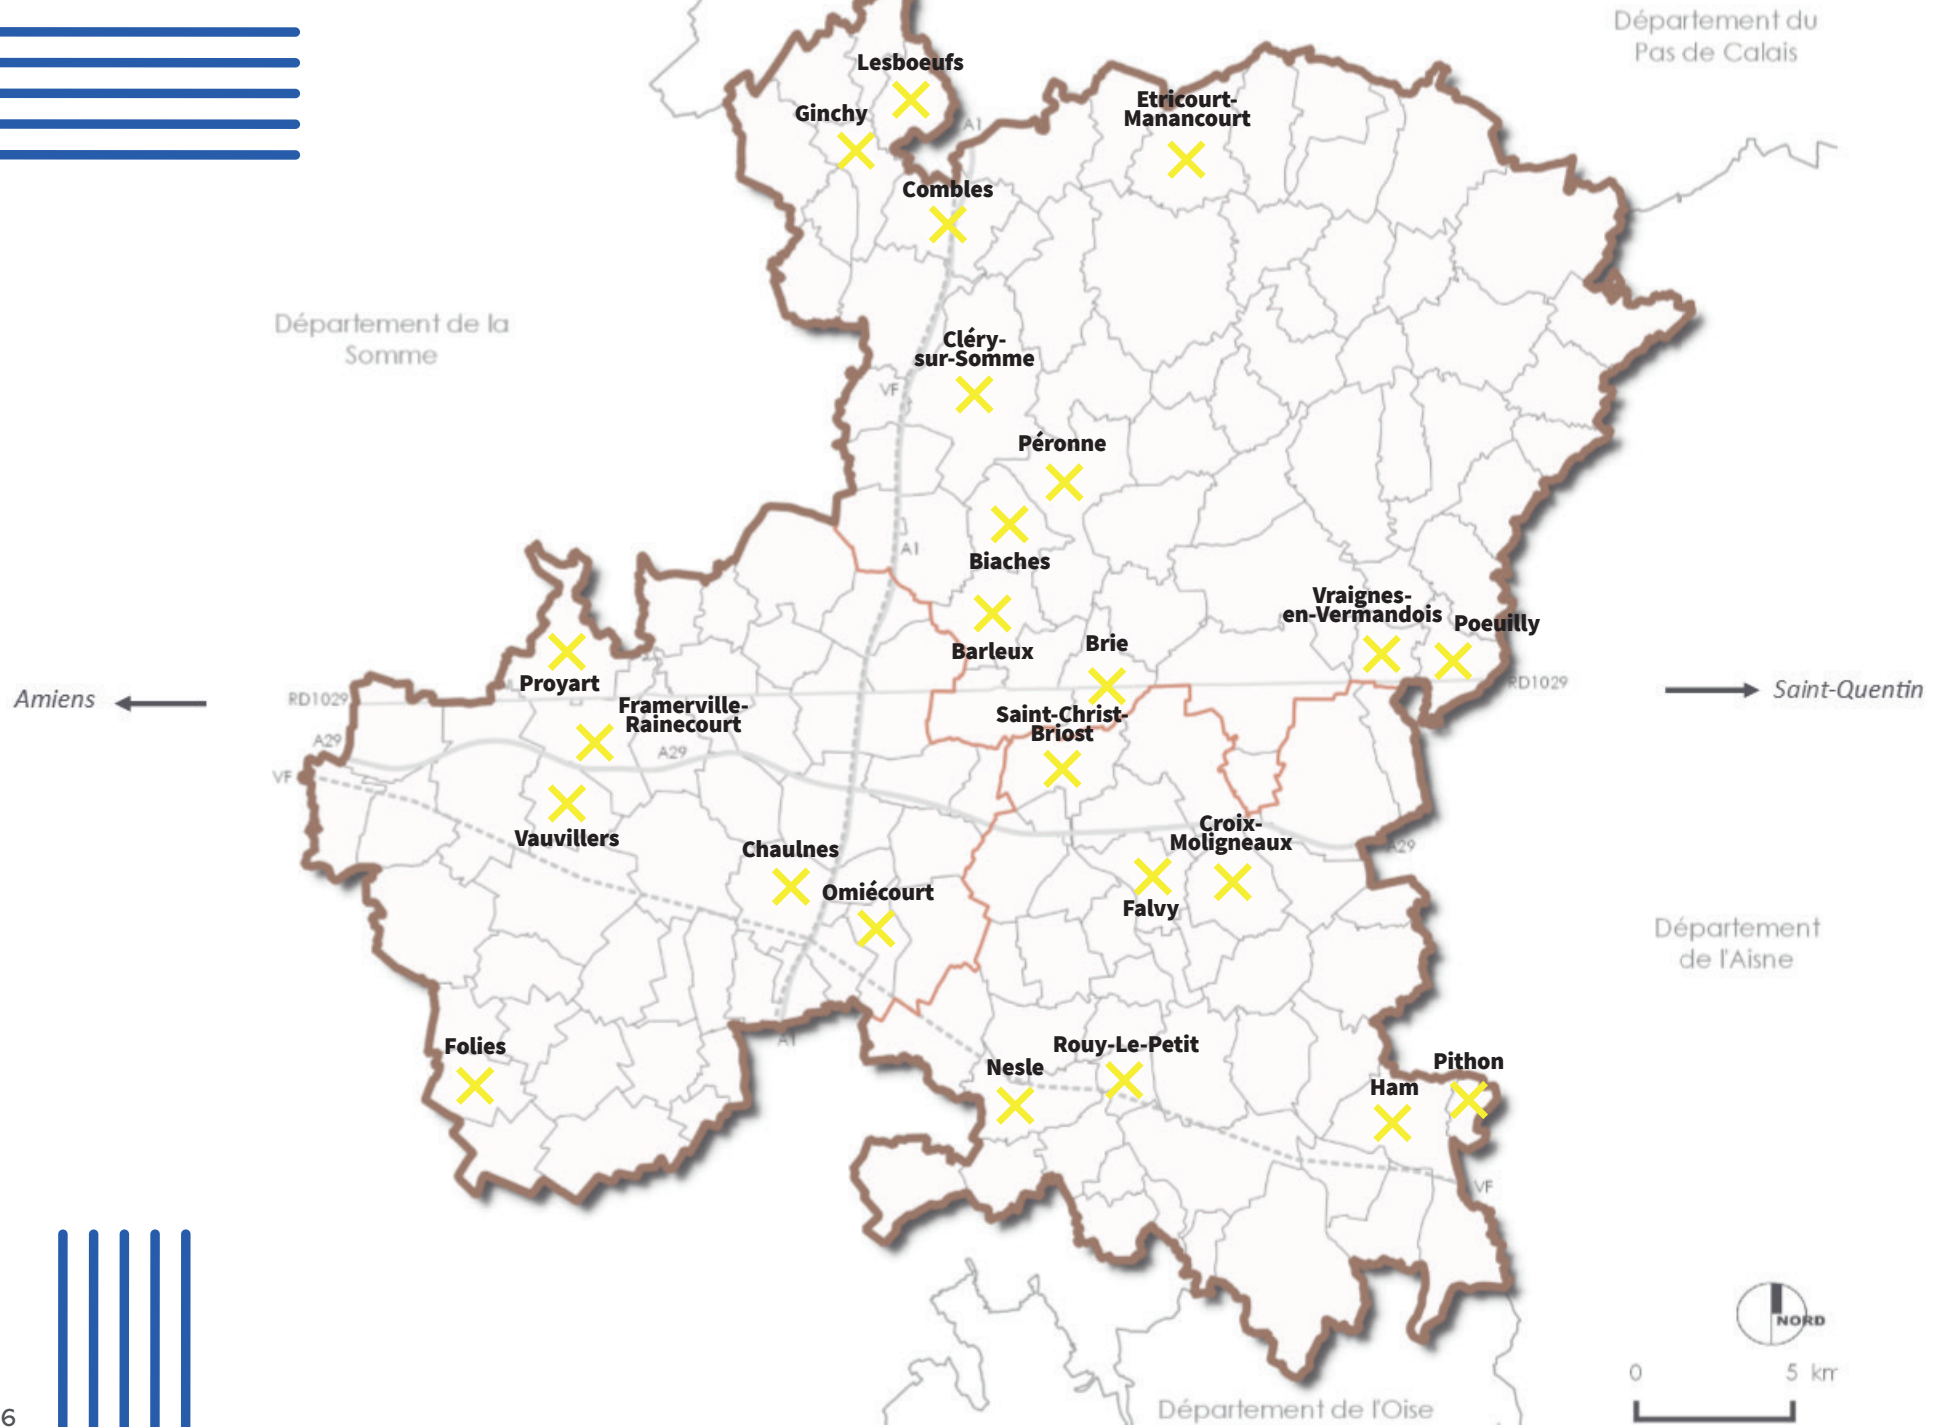 Département du
Pas de Calais
Lesboeufs
Ginchy
A1
Etricourt-
Manancourt
Combles
Département de la
Somme
Cléry-
sur-Somme
VF
Péronne
A1
Biaches
Vraignes-
en-Vermandois
Poeuilly
Barleux
Brie
Proyart
RD1029
RD1029
Amiens
Saint-Quentin
Framerville-
Rainecourt
Saint-Christ-
Briost
A29
A29
VF
Vauvillers
Chaulnes
Croix-
Moligneaux
A29
Omiécourt
Falvy
Département
de l'Aisne
A1
Folies
Nesle
Rouy-Le-Petit
Pithon
Ham
VF
NORD
0 5 km
Département de l'Oise
6